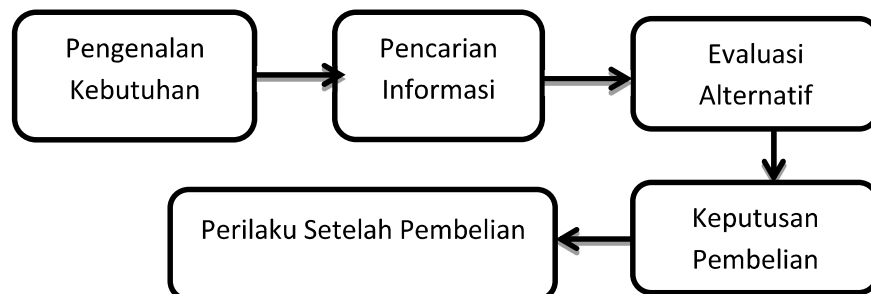 Pengenalan
Kebutuhan
Pencarian
Informasi
Evaluasi
Alternatif
Keputusan
Pembelian
Perilaku Setelah Pembelian